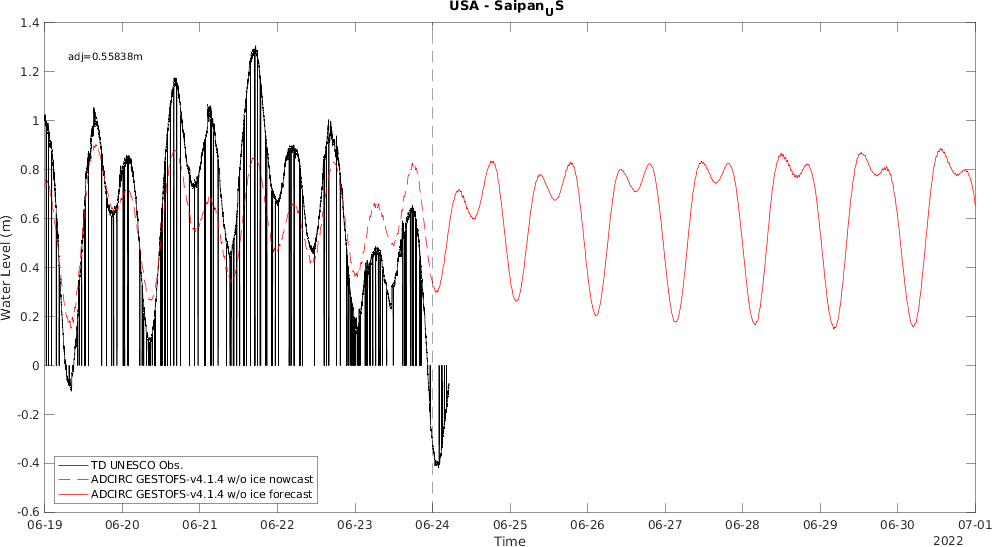 USA - Saipan_US
adj=0.55838m
1.4
1.2
1
0.8
0.6
0.4
0.2
0
-0.2
-0.4
-0.6
Water Level (m)
TD UNESCO Obs.
ADCIRC GESTOFS-v4.1.4 w/o ice nowcast
ADCIRC GESTOFS-v4.1.4 w/o ice forecast
06-19 06-20 06-21 06-22 06-23 06-24 06-25 06-26 06-27 06-28 06-29 06-30 07-01
Time
2022